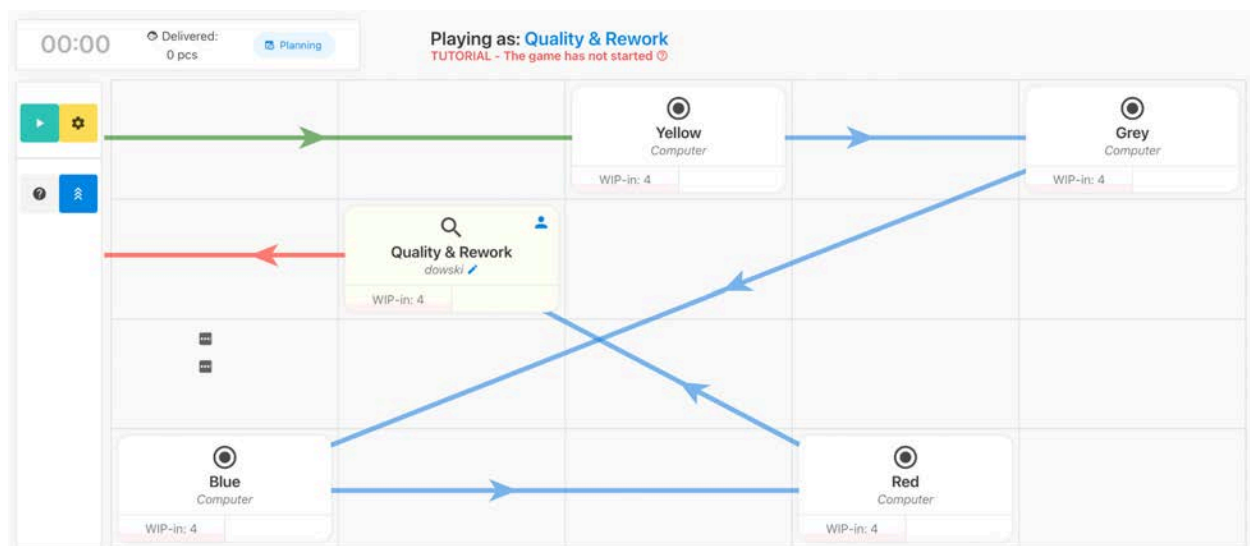 00:00
Delivered:
0 pcs
Planning
Playing as: Quality & Rework
TUTORIAL - The game has not started
Yellow
Computer
WIP-in: 4
Grey
Computer
WIP-in: 4
Quality & Rework
dowski
WIP-in: 4
Blue
Computer
WIP-in: 4
Red
Computer
WIP-in: 4